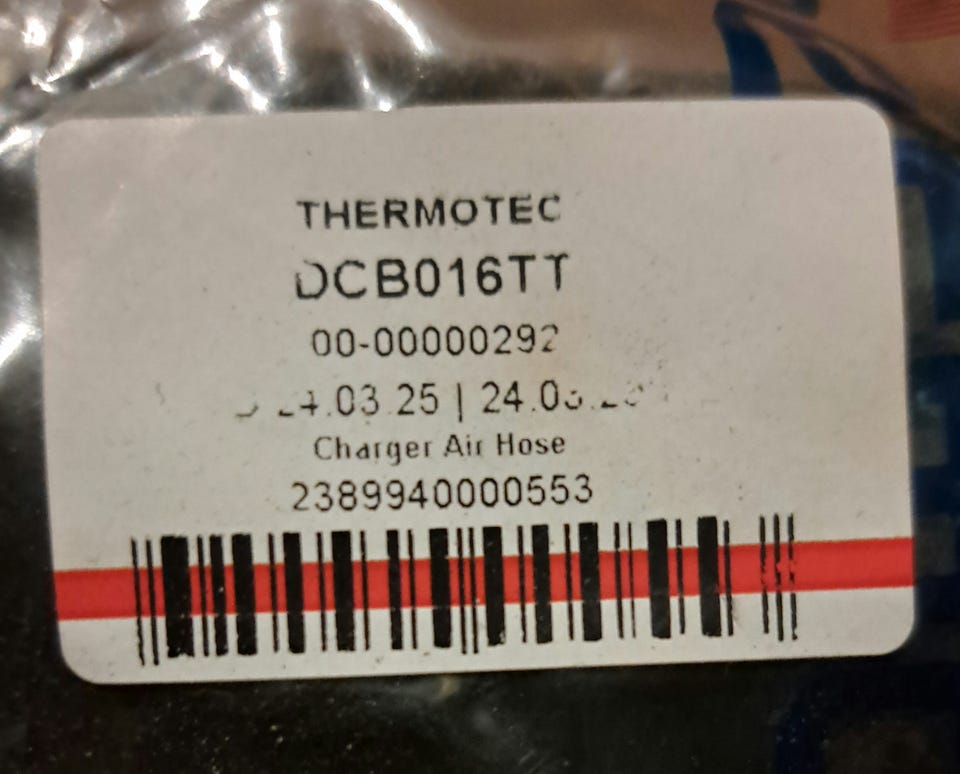 THERMOTEC
DCB016TT
00-00000292
24.03.25 |
Charger Air Hose
2389940000553